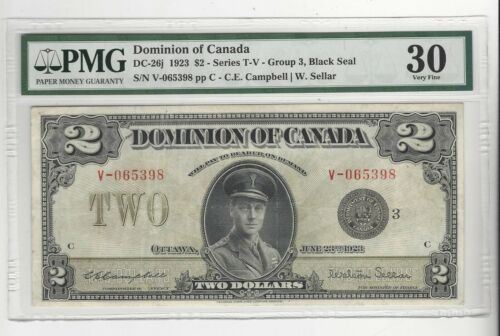 PMG
PAPER MONEY GUARANTY
Dominion of Canada
DC-26j 1923 $2 - Series T-V - Group 3, Black Seal
S/N V-065398 pp C - C.E. Campbell | W. Sellar
30
Very Fine
2 DOMINION OF CANADA 2
WILL PAY TO BEARER ON DEMAND
V-065398 V-065398
TWO
3
C OTTAWA, JUNE 23RD 1923. C
2 TWO DOLLARS 2